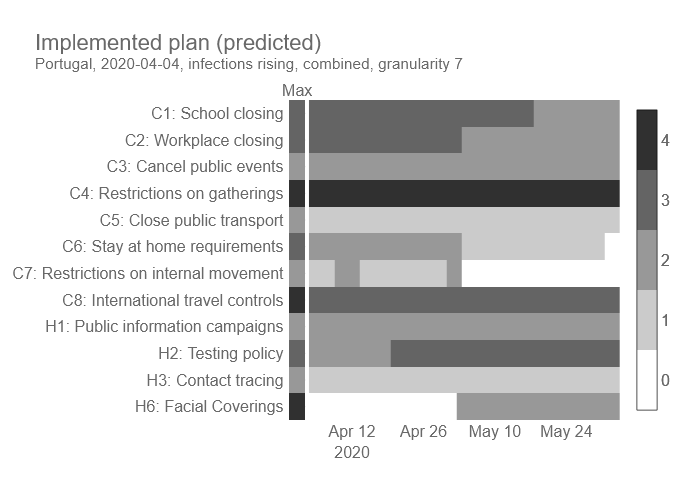 Implemented plan (predicted)
Portugal, 2020-04-04, infections rising, combined, granularity 7
Max
C1: School closing
C2: Workplace closing
C3: Cancel public events
C4: Restrictions on gatherings
C5: Close public transport
C6: Stay at home requirements
C7: Restrictions on internal movement
C8: International travel controls
H1: Public information campaigns
H2: Testing policy
H3: Contact tracing
H6: Facial Coverings
4
3
2
1
0
Apr 12 Apr 26 May 10 May 24
2020